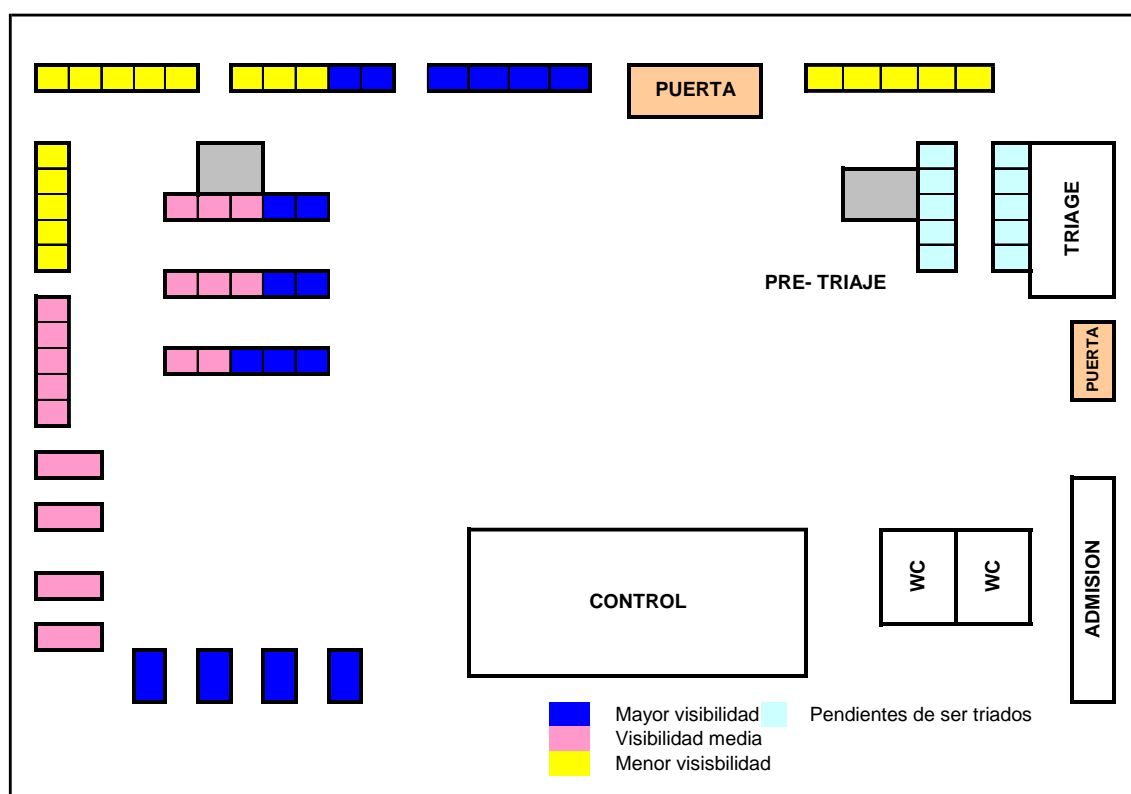 PUERTA
TRIAGE
PRE- TRIAJE
PUERTA
ADMISION
WC
WC
CONTROL
Mayor visibilidad
Pendientes de ser triados
Visibilidad media
Menor visisbilidad